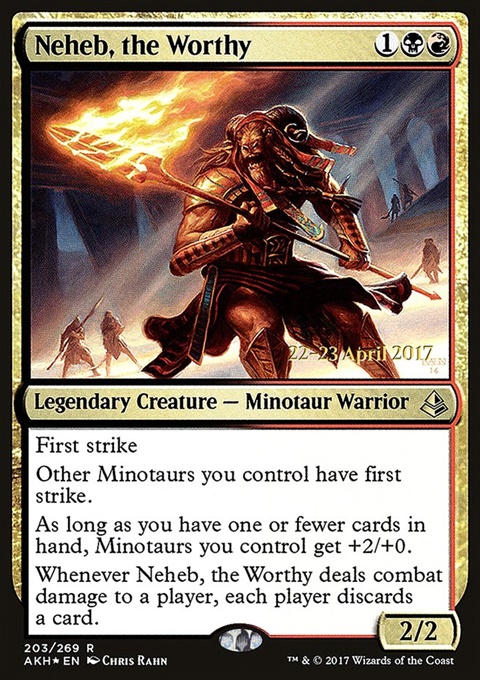 Neheb, the Worthy 1
22–23 April 2017
Legendary Creature — Minotaur Warrior
First strike
Other Minotaurs you control have first
strike.
As long as you have one or fewer cards in
hand, Minotaurs you control get +2/+0.
Whenever Neheb, the Worthy deals combat
damage to a player, each player discards
a card.
2/2
203/269 R
AKH★EN Chris Rahn ™ & © 2017 Wizards of the Coast